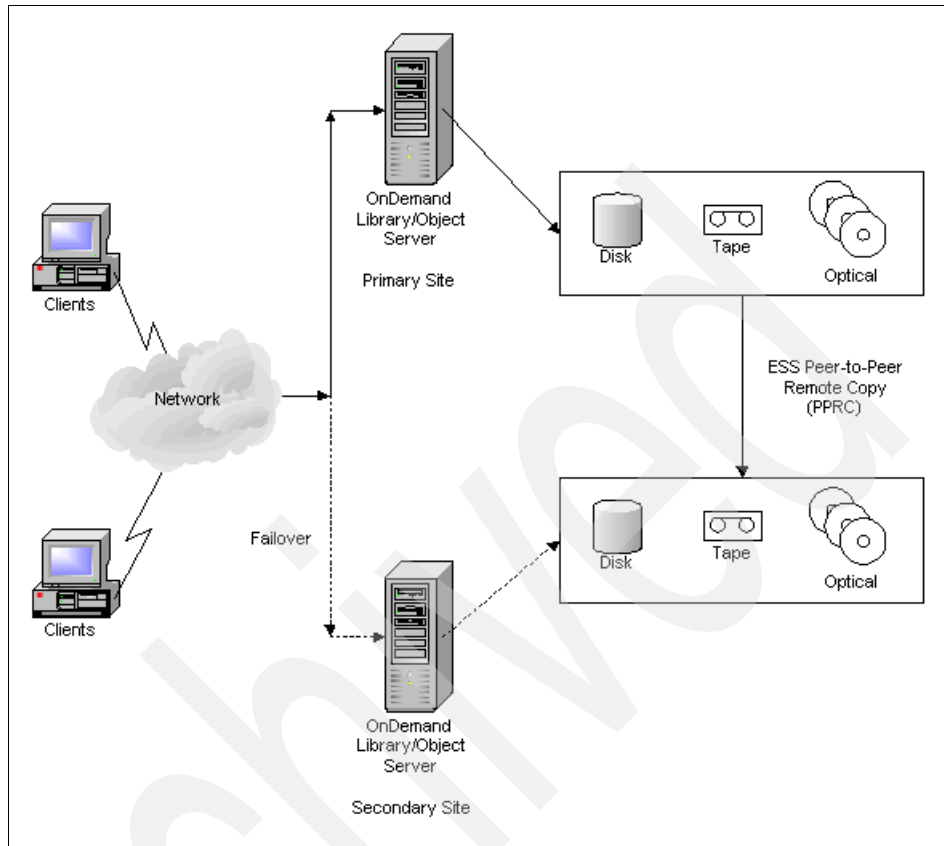 OnDemand
Library/Object
Server
Primary Site
Disk
Tape
Optical
Clients
Network
ESS Peer-to-Peer
Remote Copy
(PPRC)
Failover
Disk
Tape
Optical
Clients
OnDemand
Library/Object
Server
Secondary Site